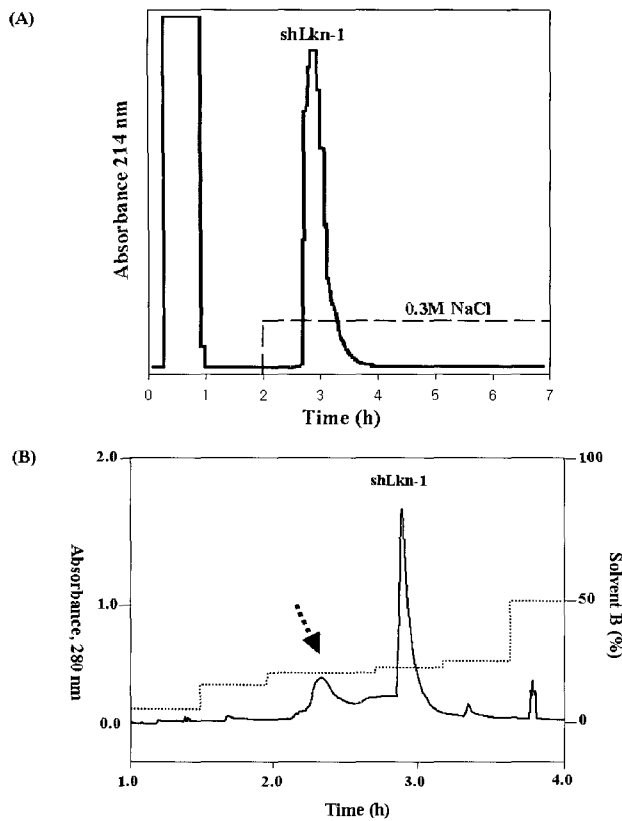 (A)
shLkn-1
Absorbance 214 nm
0.3M NaCl
0 1 2 3 4 5 6 7
Time (h)
(B)
shLkn-1
2.0
1.0
0.0
Absorbance, 280 nm
100
50
0
Solvent B (%)
1.0 2.0 3.0 4.0
Time (h)